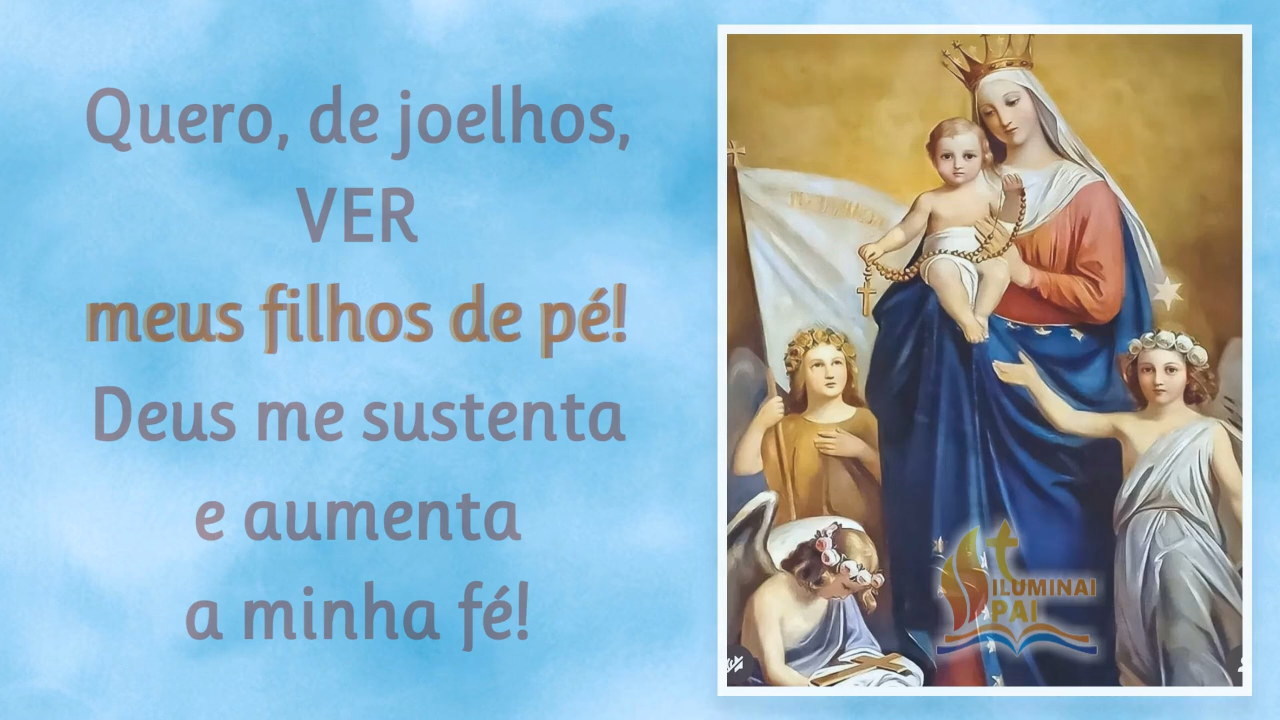 Quero, de joelhos,
VER
meus filhos de pé!
Deus me sustenta
e aumenta
a minha fé!
ILUMINAI
PAI